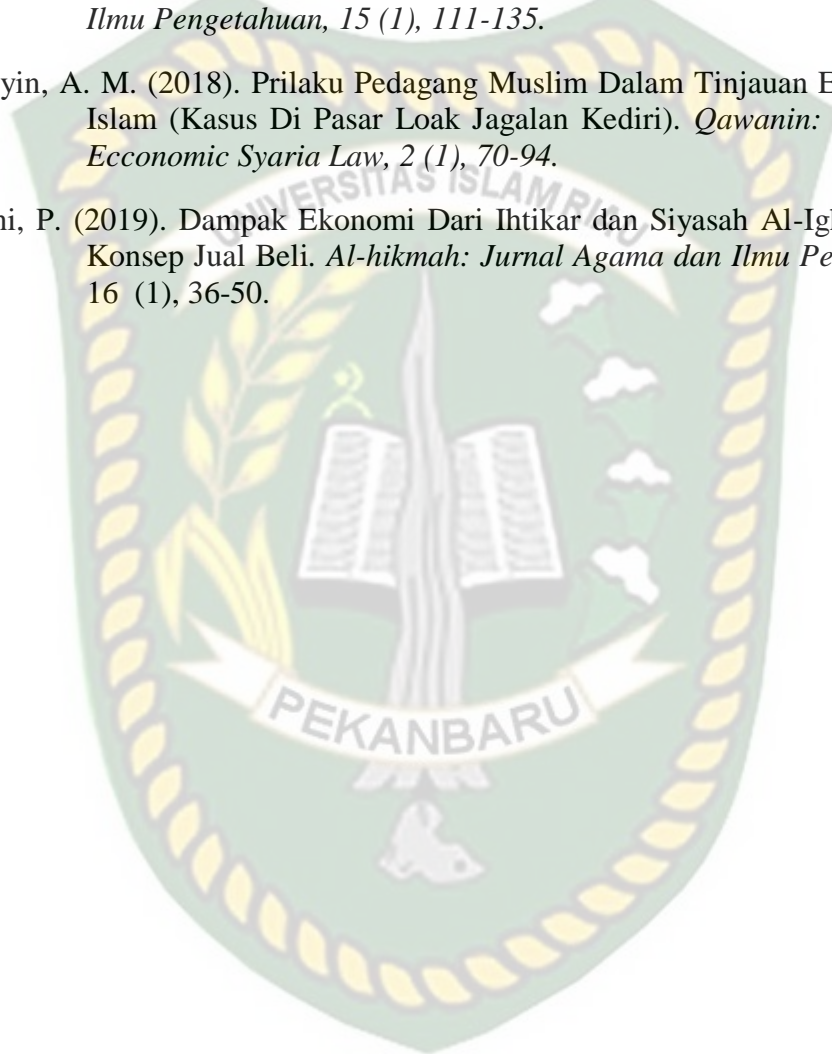 Ilmu Pengetahuan, 15 (1), 111-135.
yin, A. M. (2018). Prilaku Pedagang Muslim Dalam Tinjauan E
Islam (Kasus Di Pasar Loak Jagalan Kediri). Qawanin:
Ecconomic Syaria Law, 2 (1), 70-94.
ni, P. (2019). Dampak Ekonomi Dari Ihtikar dan Siyasah Al-Igh
Konsep Jual Beli. Al-hikmah: Jurnal Agama dan Ilmu Pe
16 (1), 36-50.
UNIVERSITAS ISLAM RIAU
PEKANBARU